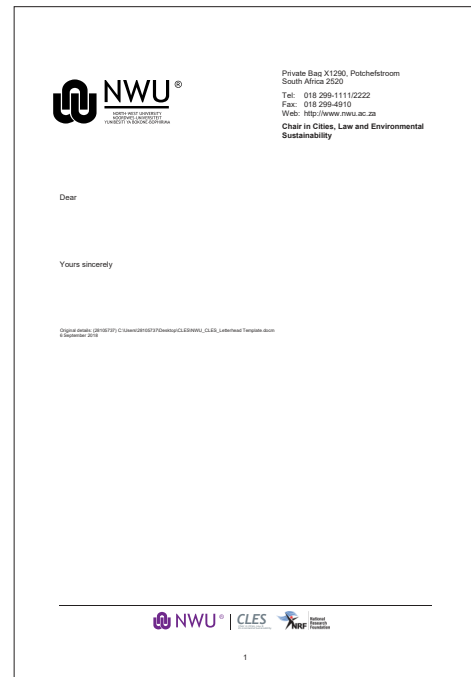 NWU®
NORTH-WEST UNIVERSITY
NOORDWES-UNIVERSITEIT
YUNIBESITI YA BOKONE-BOPHIRIMA
Private Bag X1290, Potchefstroom
South Africa 2520
Tel: 018 299-1111/2222
Fax: 018 299-4910
Web: http://www.nwu.ac.za
Chair in Cities, Law and Environmental
Sustainability
Dear
Yours sincerely
Original details: (28105737) C:\Users\28105737\Desktop\CLES\NWU_CLES_Letterhead Template.docm
6 September 2018
NWU® CLES NRF National
Research
Foundation
1